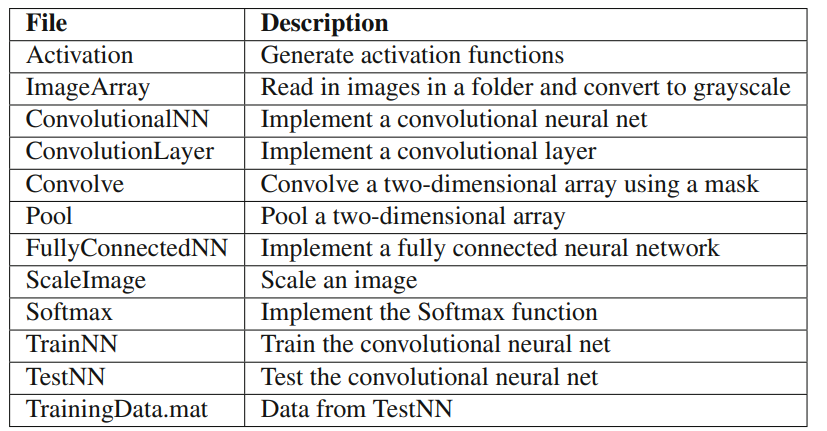 File Description
Activation Generate activation functions
ImageArray Read in images in a folder and convert to grayscale
ConvolutionalNN Implement a convolutional neural net
ConvolutionLayer Implement a convolutional layer
Convolve Convolve a two-dimensional array using a mask
Pool Pool a two-dimensional array
FullyConnectedNN Implement a fully connected neural network
ScaleImage Scale an image
Softmax Implement the Softmax function
TrainNN Train the convolutional neural net
TestNN Test the convolutional neural net
TrainingData.mat Data from TestNN